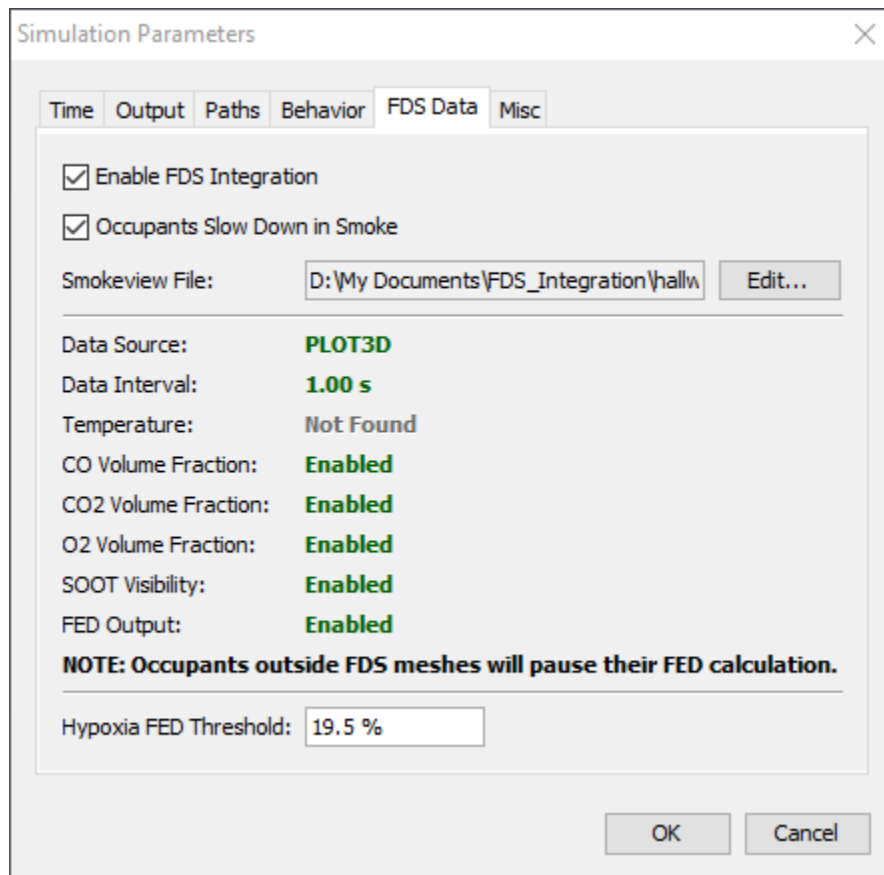 Simulation Parameters
Time Output Paths Behavior FDS Data Misc
Enable FDS Integration
Occupants Slow Down in Smoke
Smokeview File: D:\My Documents\FDS_Integration\hallw Edit...
Data Source: PLOT3D
Data Interval: 1.00 s
Temperature: Not Found
CO Volume Fraction: Enabled
CO2 Volume Fraction: Enabled
O2 Volume Fraction: Enabled
SOOT Visibility: Enabled
FED Output: Enabled
NOTE: Occupants outside FDS meshes will pause their FED calculation.
Hypoxia FED Threshold: 19.5 %
OK Cancel